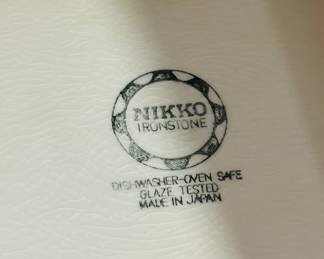 NIKKO
IRONSTONE
DISHWASHER-OVEN SAFE
GLAZE TESTED
MADE IN JAPAN